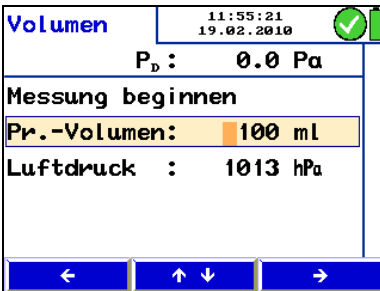 Volumen
11:55:21
19.02.2010
P_D: 0.0 Pa
Messung beginnen
Pr.-Volumen: 100 ml
Luftdruck : 1013 hPa
← ↑ ↓ →